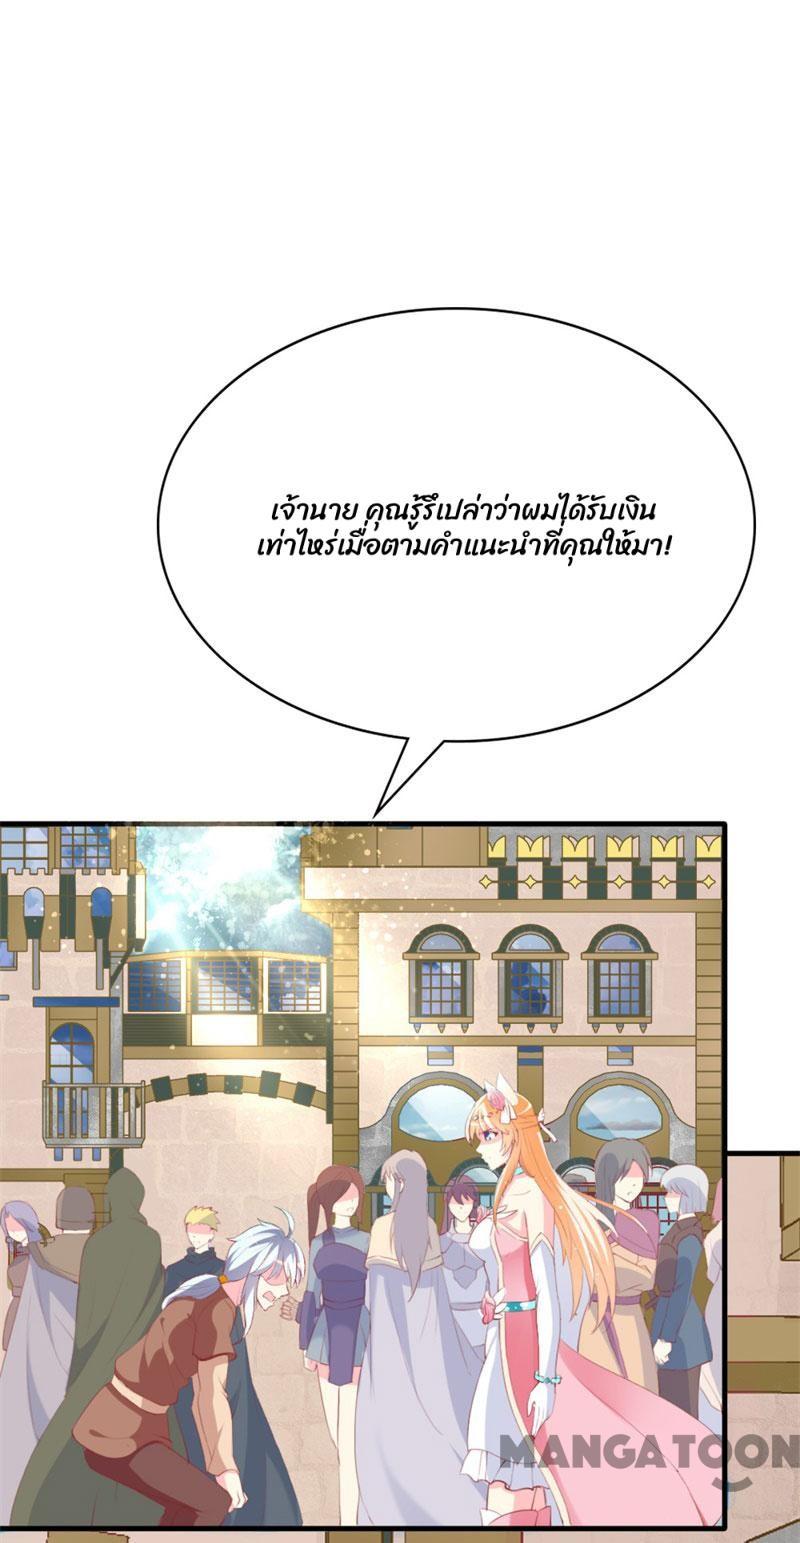 เจ้านาย คุณรู้รึเปล่าว่าผมได้รับเงิน
เท่าไหร่เมื่อตามคำแนะนำที่คุณให้มา!
MANGATOON